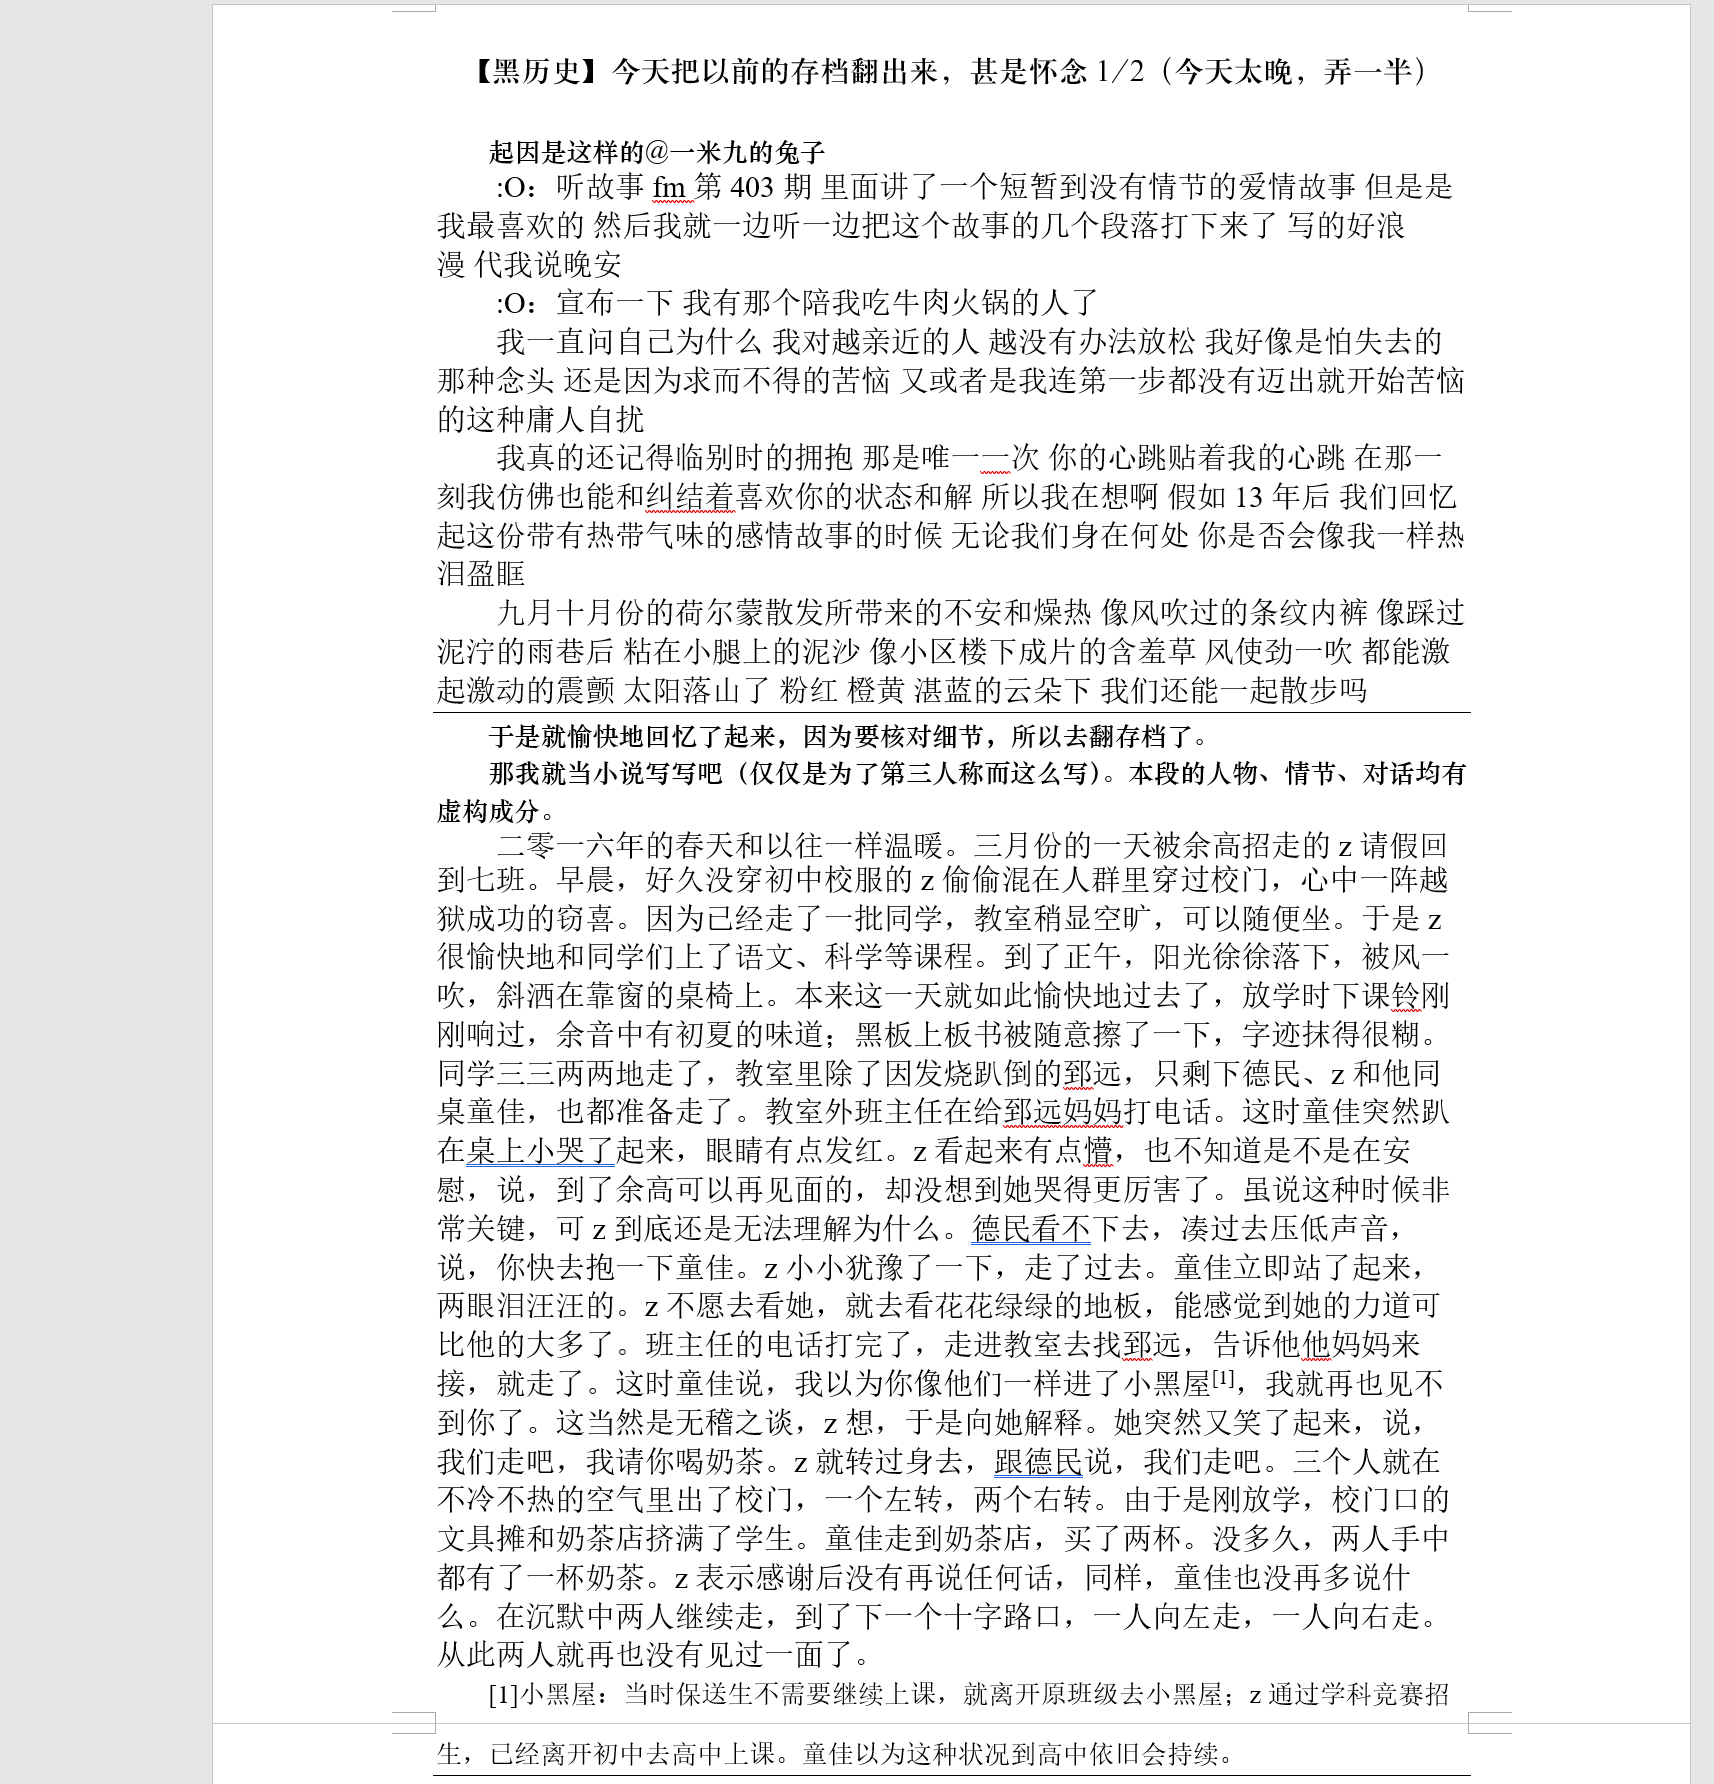 【黑历史】今天把以前的存档翻出来，甚是怀念 1/2（今天太晚，弄一半）
起因是这样的@一米九的兔子
:O：听故事 fm 第 403 期 里面讲了一个短暂到没有情节的爱情故事 但是是
我最喜欢的 然后我就一边听一边把这个故事的几个段落打下来了 写的好浪
漫 代我说晚安
:O：宣布一下 我有那个陪我吃牛肉火锅的人了
我一直问自己为什么 我对越亲近的人 越没有办法放松 我好像是怕失去的
那种念头 还是因为求而不得的苦恼 又或者是我连第一步都没有迈出就开始苦恼
的这种庸人自扰
我真的还记得临别时的拥抱 那是唯一一次 你的心跳贴着我的心跳 在那一
刻我仿佛也能和纠结着喜欢你的状态和解 所以我在想啊 假如 13 年后 我们回忆
起这份带有热带气味的感情故事的时候 无论我们身在何处 你是否会像我一样热
泪盈眶
九月十月份的荷尔蒙散发所带来的不安和燥热 像风吹过的条纹内裤 像踩过
泥泞的雨巷后 粘在小腿上的泥沙 像小区楼下成片的含羞草 风使劲一吹 都能激
起激动的震颤 太阳落山了 粉红 橙黄 湛蓝的云朵下 我们还能一起散步吗
于是就愉快地回忆了起来，因为要核对细节，所以去翻存档了。
那我就当小说写写吧（仅仅是为了第三人称而这么写）。本段的人物、情节、对话均有
虚构成分。
二零一六年的春天和以往一样温暖。三月份的一天被余高招走的 z 请假回
到七班。早晨，好久没穿初中校服的 z 偷偷混在人群里穿过校门，心中一阵越
狱成功的窃喜。因为已经走了一批同学，教室稍显空旷，可以随便坐。于是 z
很愉快地和同学们上了语文、科学等课程。到了正午，阳光徐徐落下，被风一
吹，斜洒在靠窗的桌椅上。本来这一天就如此愉快地过去了，放学时下课铃刚
刚响过，余音中有初夏的味道；黑板上板书被随意擦了一下，字迹抹得很糊。
同学三三两两地走了，教室里除了因发烧趴倒的郅远，只剩下德民、z 和他同
桌童佳，也都准备走了。教室外班主任在给郅远妈妈打电话。这时童佳突然趴
在桌上小哭了起来，眼睛有点发红。z 看起来有点懵，也不知道是不是在安
慰，说，到了余高可以再见面的，却没想到她哭得更厉害了。虽说这种时候非
常关键，可 z 到底还是无法理解为什么。德民看不下去，凑过去压低声音，
说，你快去抱一下童佳。z 小小犹豫了一下，走了过去。童佳立即站了起来，
两眼泪汪汪的。z 不愿去看她，就去看花花绿绿的地板，能感觉到她的力道可
比他的大多了。班主任的电话打完了，走进教室去找郅远，告诉他他妈妈来
接，就走了。这时童佳说，我以为你像他们一样进了小黑屋[1]，我就再也见不
到你了。这当然是无稽之谈，z 想，于是向她解释。她突然又笑了起来，说，
我们走吧，我请你喝奶茶。z 就转过身去，跟德民说，我们走吧。三个人就在
不冷不热的空气里出了校门，一个左转，两个右转。由于是刚放学，校门口的
文具摊和奶茶店挤满了学生。童佳走到奶茶店，买了两杯。没多久，两人手中
都有了一杯奶茶。z 表示感谢后没有再说任何话，同样，童佳也没再多说什
么。在沉默中两人继续走，到了下一个十字路口，一人向左走，一人向右走。
从此两人就再也没有见过一面了。
[1]小黑屋：当时保送生不需要继续上课，就离开原班级去小黑屋；z 通过学科竞赛招
生，已经离开初中去高中上课。童佳以为这种状况到高中依旧会持续。